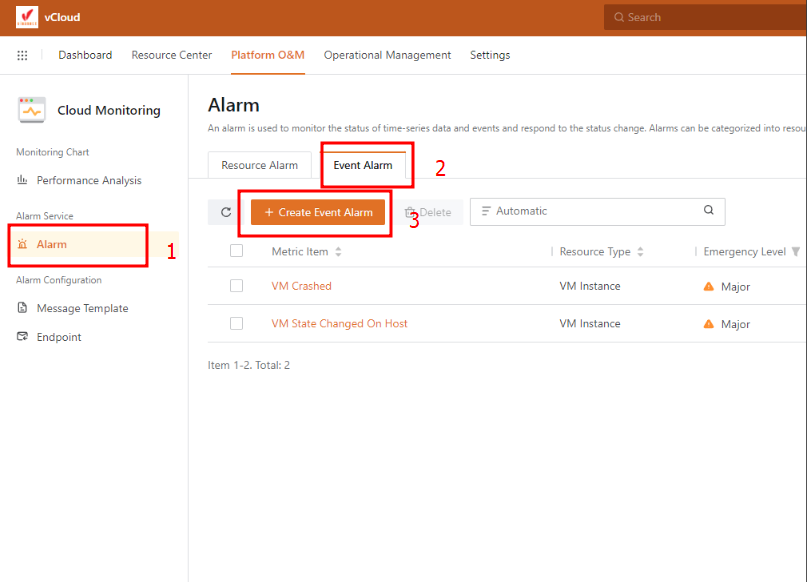 vCloud
Search
Dashboard Resource Center Platform O&M Operational Management Settings
Cloud Monitoring
Monitoring Chart
Performance Analysis
Alarm Service
Alarm
1
Alarm Configuration
Message Template
Endpoint
Alarm
An alarm is used to monitor the status of time-series data and events and respond to the status change. Alarms can be categorized into resou
Resource Alarm Event Alarm 2
+ Create Event Alarm 3 Delete Automatic
Metric Item Resource Type Emergency Level
VM Crashed VM Instance Major
VM State Changed On Host VM Instance Major
Item 1-2. Total: 2